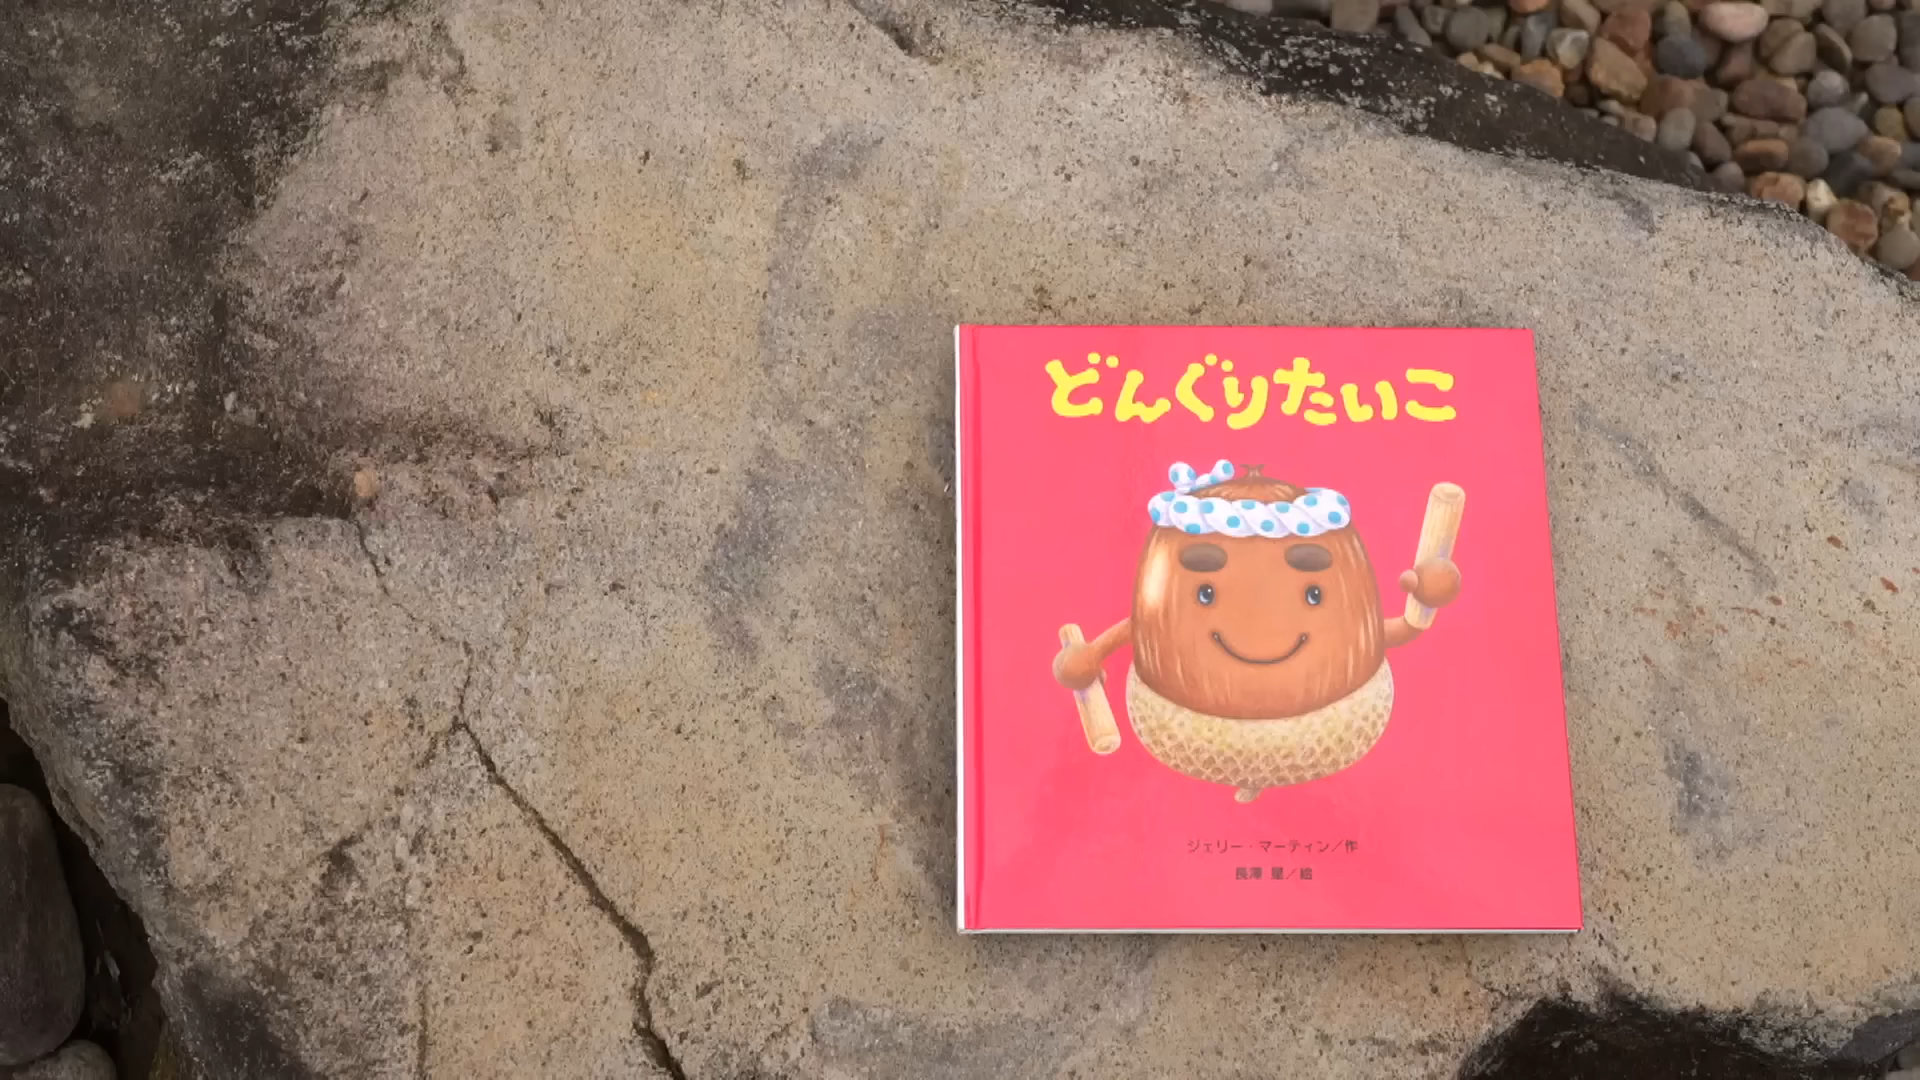 どんぐりたいこ
ジェリー・マーティン／作
長澤 星／絵